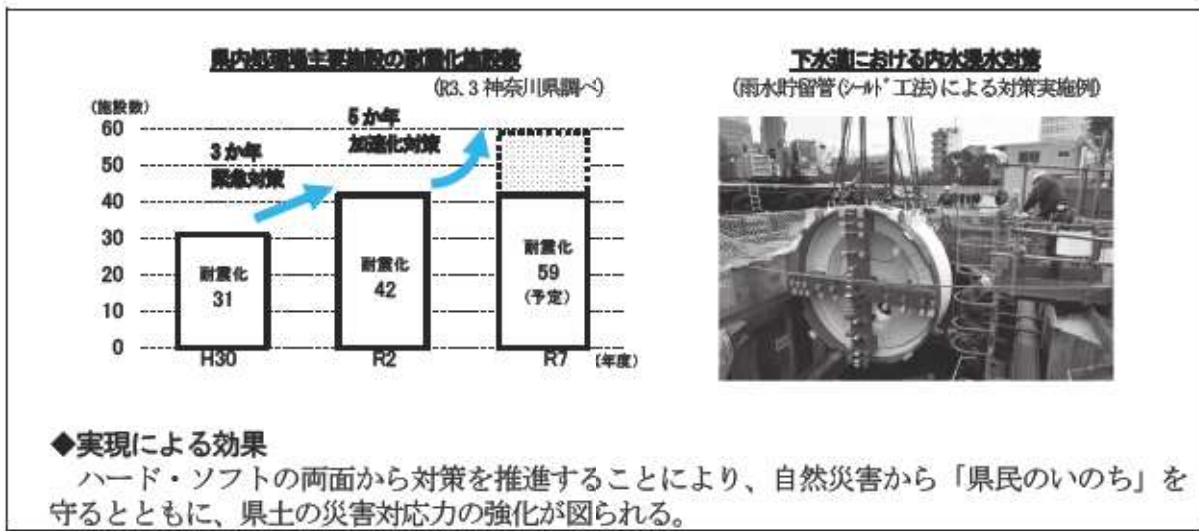 県内処理場主要施設の耐震化施設数
(R3.3 神奈川県調べ)
(施設数)
60
50
40
30
20
10
0
3か年
緊急対策
5か年
加速化対策
耐震化
31
耐震化
42
耐震化
59
(予定)
H30
R2
R7
(年度)
下水道における内水浸水対策
(雨水貯留管(ｼｰﾙﾄﾞ工法)による対策実施例)
◆実現による効果
ハード・ソフトの両面から対策を推進することにより、自然災害から「県民のいのち」を
守るとともに、県土の災害対応力の強化が図られる。